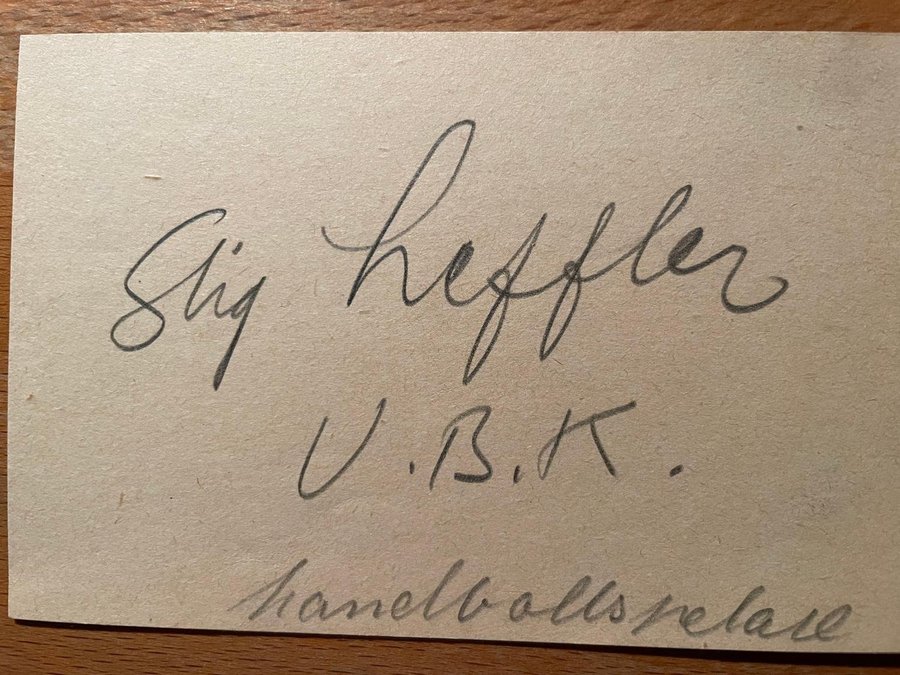 Stig Leffler
U.B.K.
handbollsspelare